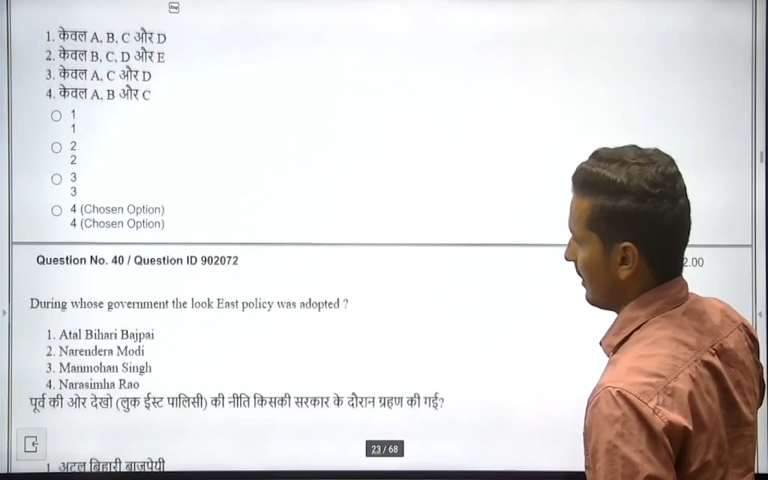 1. केवल A, B, C और D
2. केवल B, C, D और E
3. केवल A, C और D
4. केवल A, B और C
1
1
2
2
3
3
4 (Chosen Option)
4 (Chosen Option)
Question No. 40 / Question ID 902072
2.00
During whose government the look East policy was adopted ?
1. Atal Bihari Bajpai
2. Narendera Modi
3. Manmohan Singh
4. Narasimha Rao
पूर्व की ओर देखो (लुक ईस्ट पालिसी) की नीति किसकी सरकार के दौरान ग्रहण की गई?
23 / 68
1. अटल बिहारी बाजपेयी